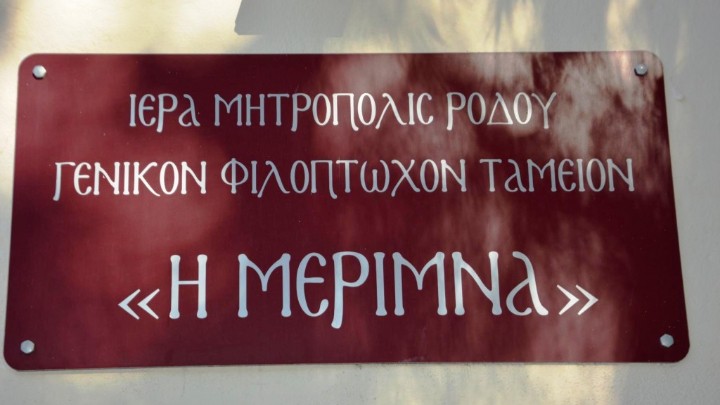 ΙΕΡΑ ΜΗΤΡΟΠΟΛΙΣ ΡΟΔΟΥ
ΓΕΝΙΚΟΝ ΦΙΛΟΠΤΩΧΟΝ ΤΑΜΕΙΟΝ
«Η ΜΕΡΙΜΝΑ»